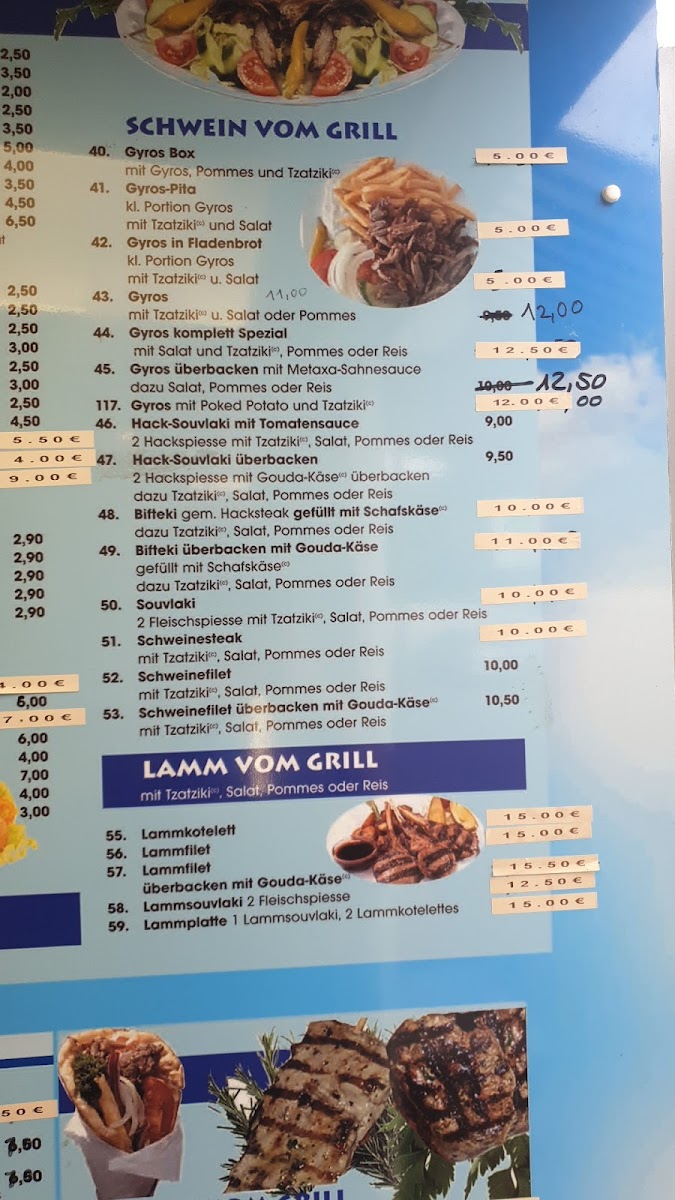 2,50
3,50
2,00
2,50
3,50
5,00
4,00
3,50
4,50
6,50
2,50
2,50
2,50
3,00
2,50
3,00
2,50
4,50
5.50€
4.00€
9.00€
2,90
2,90
2,90
2,90
2,90
4.00€
6,00
7.00€
6,00
4,00
7,00
4,00
3,00
SCHWEIN VOM GRILL
40. Gyros Box 5.00€
mit Gyros, Pommes und Tzatziki(c)
41. Gyros-Pita
kl. Portion Gyros
mit Tzatziki(c) und Salat 5.00€
42. Gyros in Fladenbrot
kl. Portion Gyros
mit Tzatziki(c) u. Salat 5.00€
43. Gyros 11,00
mit Tzatziki(c) u. Salat oder Pommes 9,50 12,00
44. Gyros komplett Spezial
mit Salat und Tzatziki(c), Pommes oder Reis 12.50€
45. Gyros überbacken mit Metaxa-Sahnesauce
dazu Salat, Pommes oder Reis 10,00 12,50
117. Gyros mit Poked Potato und Tzatziki(c) 12.00€ ,00
46. Hack-Souvlaki mit Tomatensauce 9,00
2 Hackspiesse mit Tzatziki(c), Salat, Pommes oder Reis
47. Hack-Souvlaki überbacken 9,50
2 Hackspiesse mit Gouda-Käse(c) überbacken
dazu Tzatziki(c), Salat, Pommes oder Reis
48. Bifteki gem. Hacksteak gefüllt mit Schafskäse(c) 10.00€
dazu Tzatziki(c), Salat, Pommes oder Reis
49. Bifteki überbacken mit Gouda-Käse 11.00€
gefüllt mit Schafskäse(c)
dazu Tzatziki(c), Salat, Pommes oder Reis
50. Souvlaki 10.00€
2 Fleischspiesse mit Tzatziki(c), Salat, Pommes oder Reis
51. Schweinesteak 10.00€
mit Tzatziki(c), Salat, Pommes oder Reis
52. Schweinefilet 10,00
mit Tzatziki(c), Salat, Pommes oder Reis
53. Schweinefilet überbacken mit Gouda-Käse(c) 10,50
mit Tzatziki(c), Salat, Pommes oder Reis
LAMM VOM GRILL
mit Tzatziki(c), Salat, Pommes oder Reis
55. Lammkotelett 15.00€
56. Lammfilet 15.00€
57. Lammfilet
überbacken mit Gouda-Käse(c) 15.50€
58. Lammsouvlaki 2 Fleischspiesse 12.50€
59. Lammplatte 1 Lammsouvlaki, 2 Lammkotelettes 15.00€
50€
,60
,60
GRILL